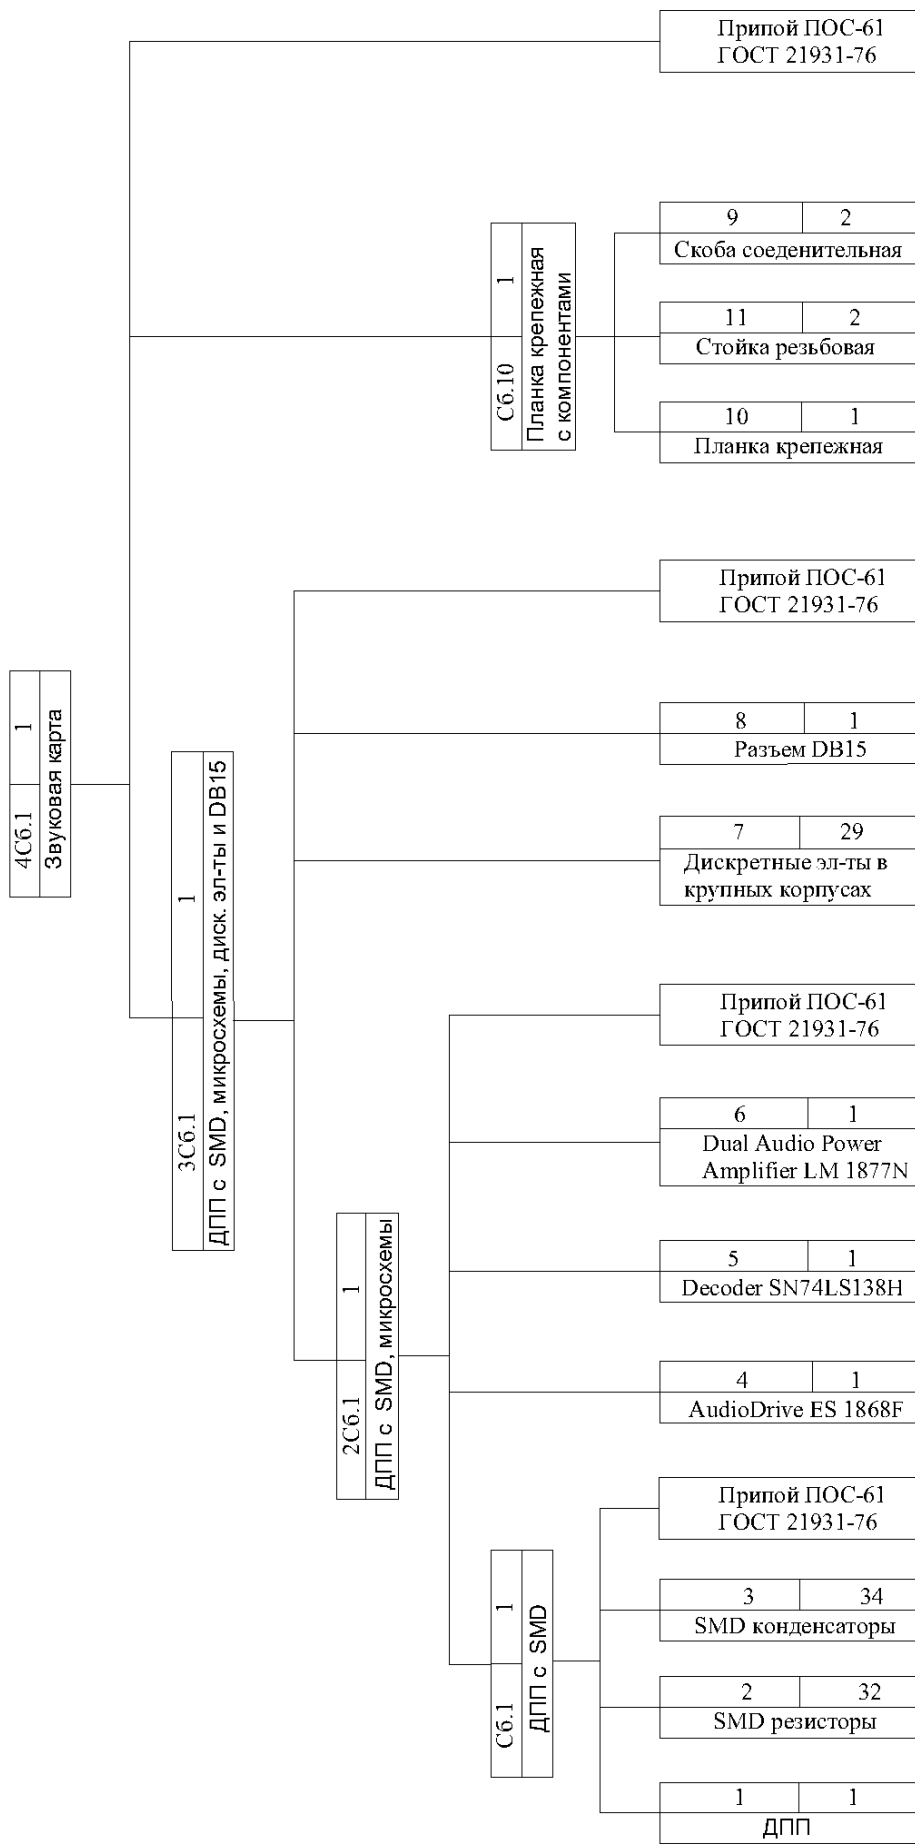 Припой ПОС-61
ГОСТ 21931-76
9 2
Скоба соеденительная
Сб.10 1
Планка крепежная
с компонентами
11 2
Стойка резьбовая
10 1
Планка крепежная
Припой ПОС-61
ГОСТ 21931-76
4Сб.1 1
Звуковая карта
8 1
Разъем DB15
3Сб.1 1
ДПП с SMD, микросхемы, диск. эл-ты и DB15
7 29
Дискретные эл-ты в
крупных корпусах
Припой ПОС-61
ГОСТ 21931-76
6 1
Dual Audio Power
Amplifier LM 1877N
2Сб.1 1
ДПП с SMD, микросхемы
5 1
Decoder SN74LS138H
4 1
AudioDrive ES 1868F
Припой ПОС-61
ГОСТ 21931-76
Сб.1 1
ДПП с SMD
3 34
SMD конденсаторы
2 32
SMD резисторы
1 1
ДПП